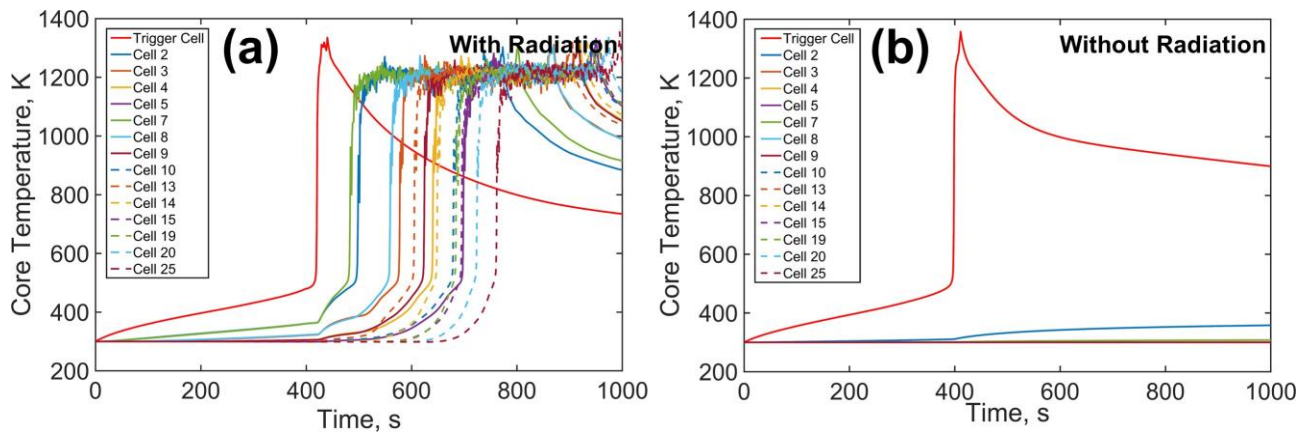 (a)
With Radiation
Core Temperature, K
1400
1200
1000
800
600
400
200
Trigger Cell
Cell 2
Cell 3
Cell 4
Cell 5
Cell 7
Cell 8
Cell 9
Cell 10
Cell 13
Cell 14
Cell 15
Cell 19
Cell 20
Cell 25
0
200
400
600
800
1000
Time, s
(b)
Without Radiation
Core Temperature, K
1400
1200
1000
800
600
400
200
Trigger Cell
Cell 2
Cell 3
Cell 4
Cell 5
Cell 7
Cell 8
Cell 9
Cell 10
Cell 13
Cell 14
Cell 15
Cell 19
Cell 20
Cell 25
0
200
400
600
800
1000
Time, s